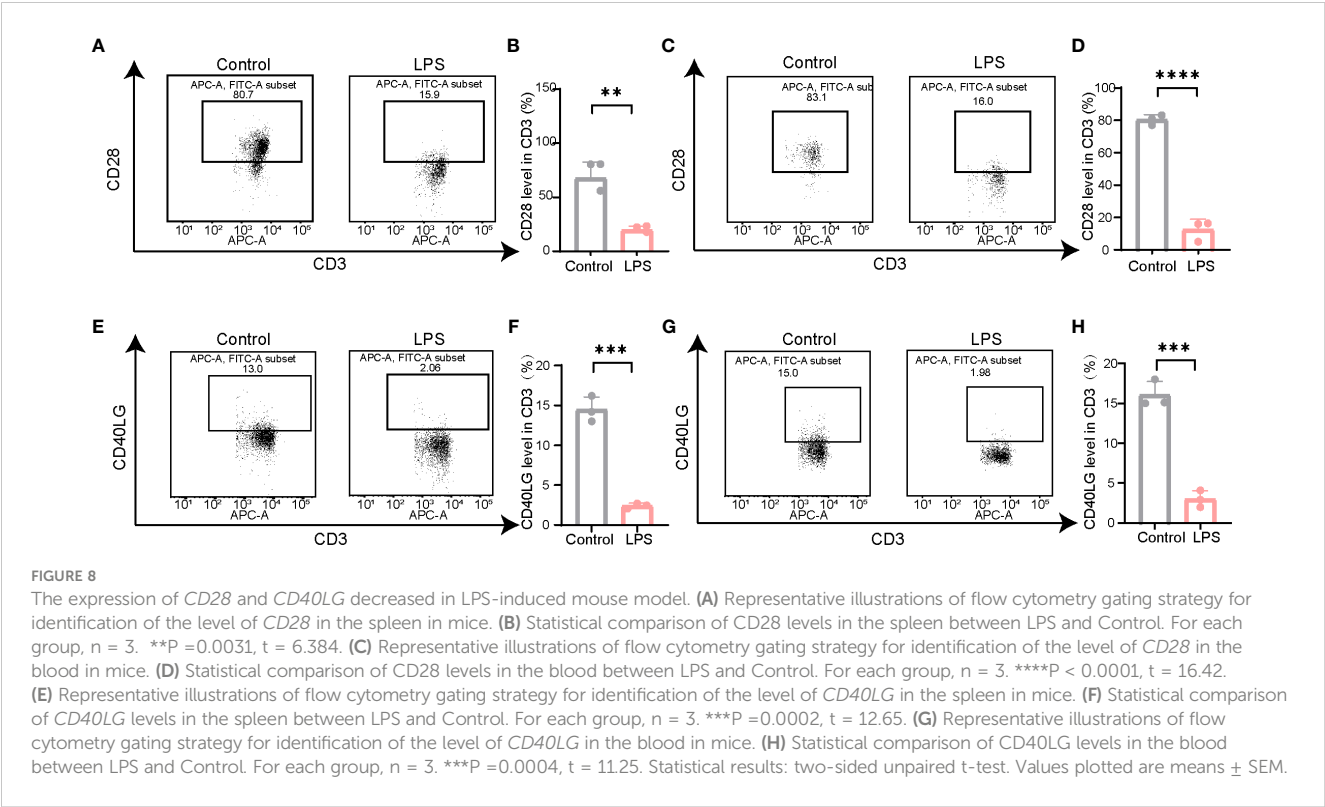 A
Control
LPS
APC-A, FITC-A subset
80.7
APC-A, FITC-A subset
15.9
CD28
10¹ 10² 10³ 10⁴ 10⁵
APC-A
10¹ 10² 10³ 10⁴ 10⁵
APC-A
CD3
B
CD28 level in CD3 (%)
150
100
50
0
**
Control LPS
C
Control
LPS
APC-A, FITC-A sub
83.1
APC-A, FITC-A subset
16.0
CD28
10¹ 10² 10³ 10⁴ 10⁵
APC-A
10¹ 10² 10³ 10⁴ 10⁵
APC-A
CD3
D
CD28 level in CD3 (%)
100
80
60
40
20
0
****
Control LPS
E
Control
LPS
APC-A, FITC-A subset
13.0
APC-A, FITC-A subset
2.06
CD40LG
10¹ 10² 10³ 10⁴ 10⁵
APC-A
10¹ 10² 10³ 10⁴ 10⁵
APC-A
CD3
F
CD40LG level in CD3 (%)
20
15
10
5
0
***
Control LPS
G
Control
LPS
APC-A, FITC-A subset
15.0
APC-A, FITC-A subset
1.98
CD40LG
10¹ 10² 10³ 10⁴ 10⁵
APC-A
10¹ 10² 10³ 10⁴ 10⁵
APC-A
CD3
H
CD40LG level in CD3 (%)
20
15
10
5
0
***
Control LPS
FIGURE 8
The expression of CD28 and CD40LG decreased in LPS-induced mouse model. (A) Representative illustrations of flow cytometry gating strategy for
identification of the level of CD28 in the spleen in mice. (B) Statistical comparison of CD28 levels in the spleen between LPS and Control. For each
group, n = 3. **P =0.0031, t = 6.384. (C) Representative illustrations of flow cytometry gating strategy for identification of the level of CD28 in the
blood in mice. (D) Statistical comparison of CD28 levels in the blood between LPS and Control. For each group, n = 3. ****P < 0.0001, t = 16.42.
(E) Representative illustrations of flow cytometry gating strategy for identification of the level of CD40LG in the spleen in mice. (F) Statistical comparison
of CD40LG levels in the spleen between LPS and Control. For each group, n = 3. ***P =0.0002, t = 12.65. (G) Representative illustrations of flow
cytometry gating strategy for identification of the level of CD40LG in the blood in mice. (H) Statistical comparison of CD40LG levels in the blood
between LPS and Control. For each group, n = 3. ***P =0.0004, t = 11.25. Statistical results: two-sided unpaired t-test. Values plotted are means ± SEM.